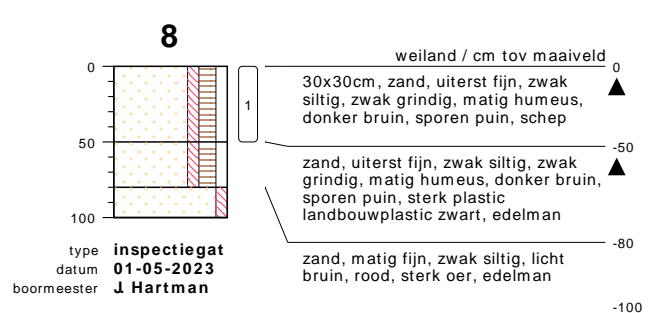 8
weiland / cm tov maaiveld
0
0
30x30cm, zand, uiterst fijn, zwak
siltig, zwak grindig, matig humeus,
donker bruin, sporen puin, schep
1
50
-50
zand, uiterst fijn, zwak siltig, zwak
grindig, matig humeus, donker bruin,
sporen puin, sterk plastic
landbouwplastic zwart, edelman
100
-80
zand, matig fijn, zwak siltig, licht
bruin, rood, sterk oer, edelman
-100
type inspectiegat
datum 01-05-2023
boormeester J. Hartman